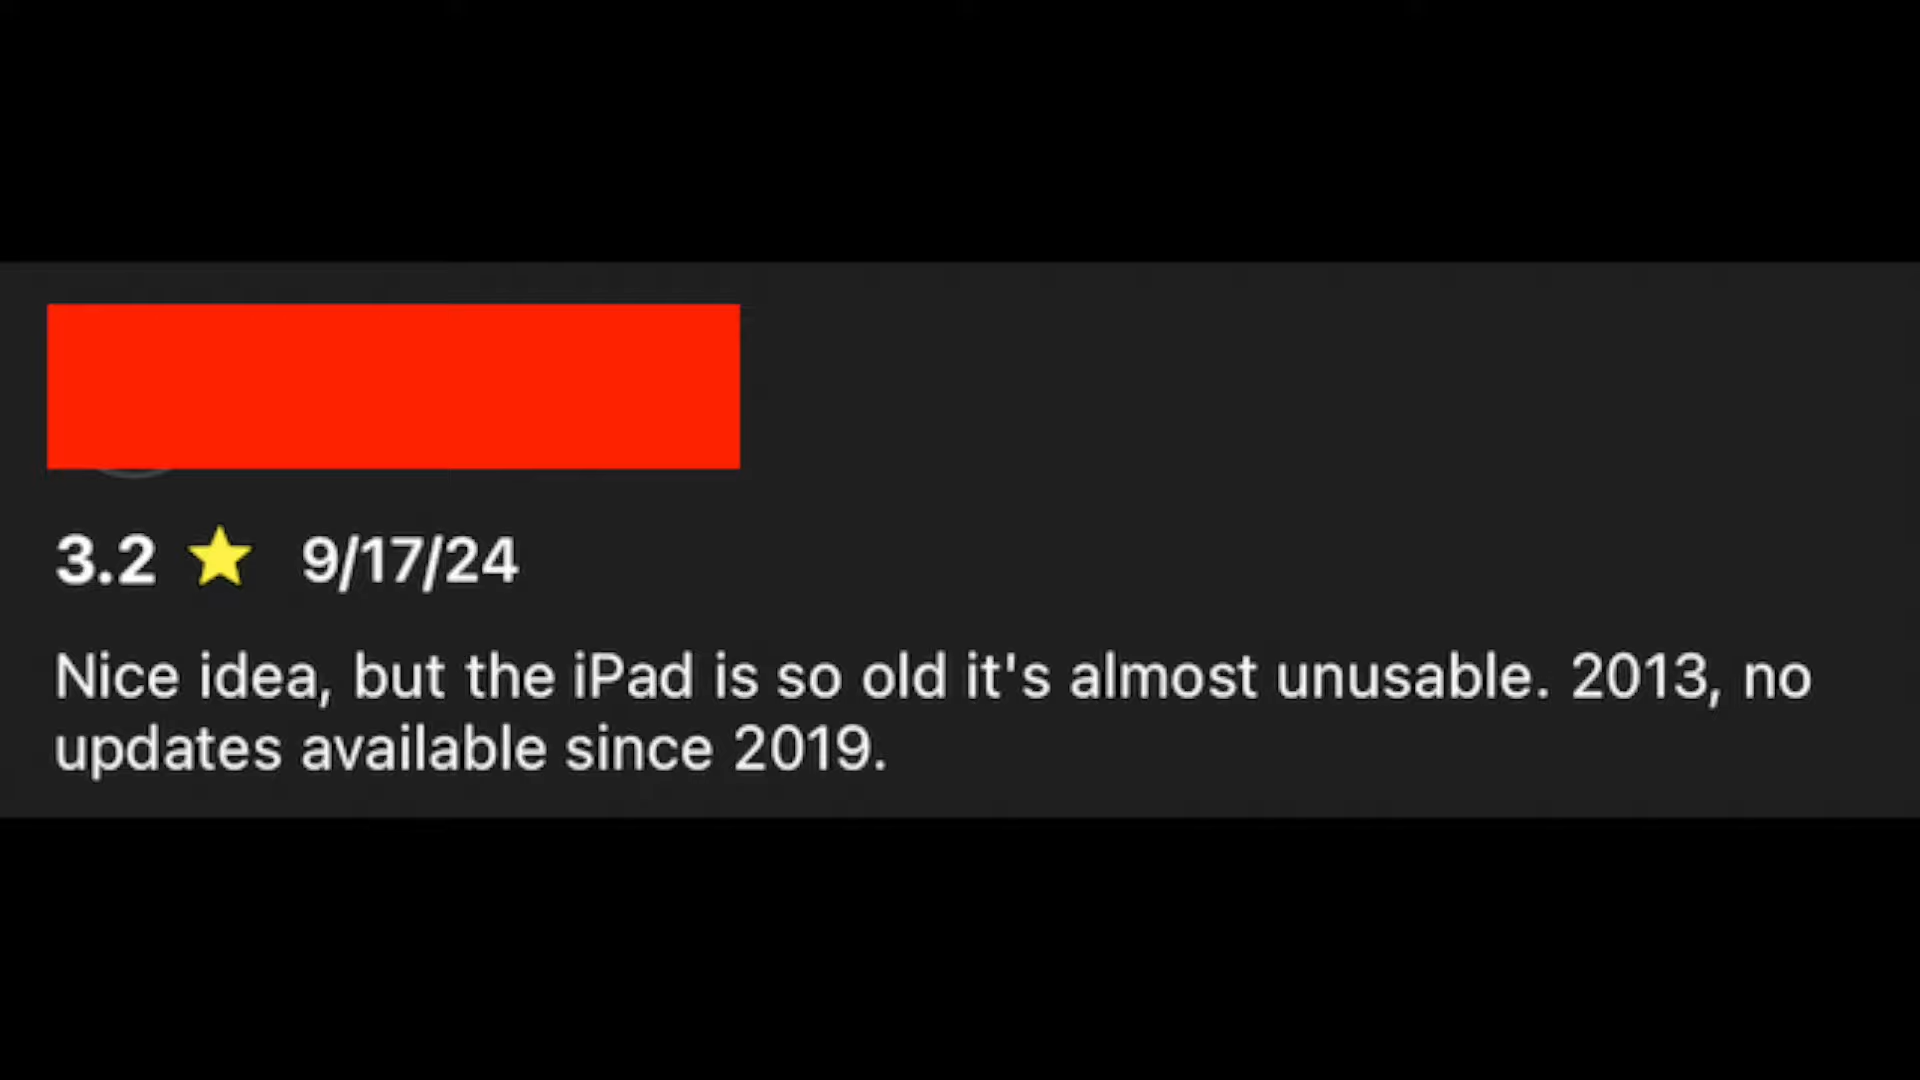 3.2 ⭐ 9/17/24
Nice idea, but the iPad is so old it's almost unusable. 2013, no
updates available since 2019.